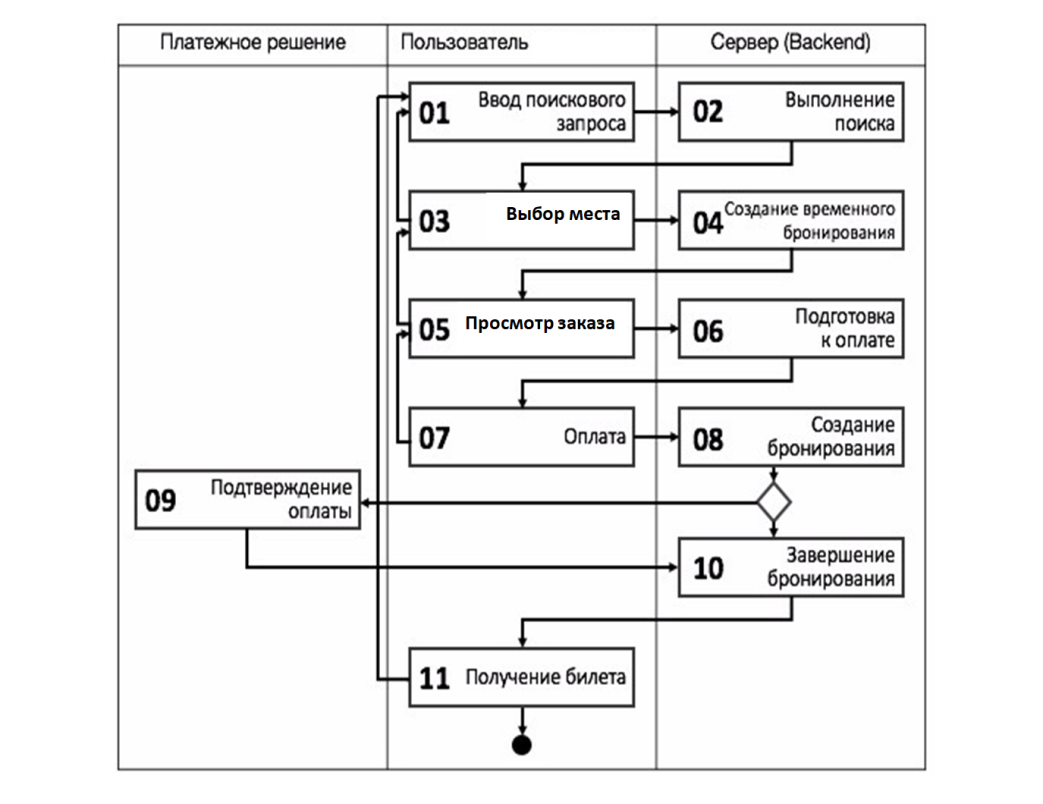 Платежное решение
Пользователь
Сервер (Backend)
01
Ввод поискового
запроса
02
Выполнение
поиска
03
Выбор места
04
Создание временного
бронирования
05
Просмотр заказа
06
Подготовка
к оплате
07
Оплата
08
Создание
бронирования
09
Подтверждение
оплаты
10
Завершение
бронирования
11
Получение билета